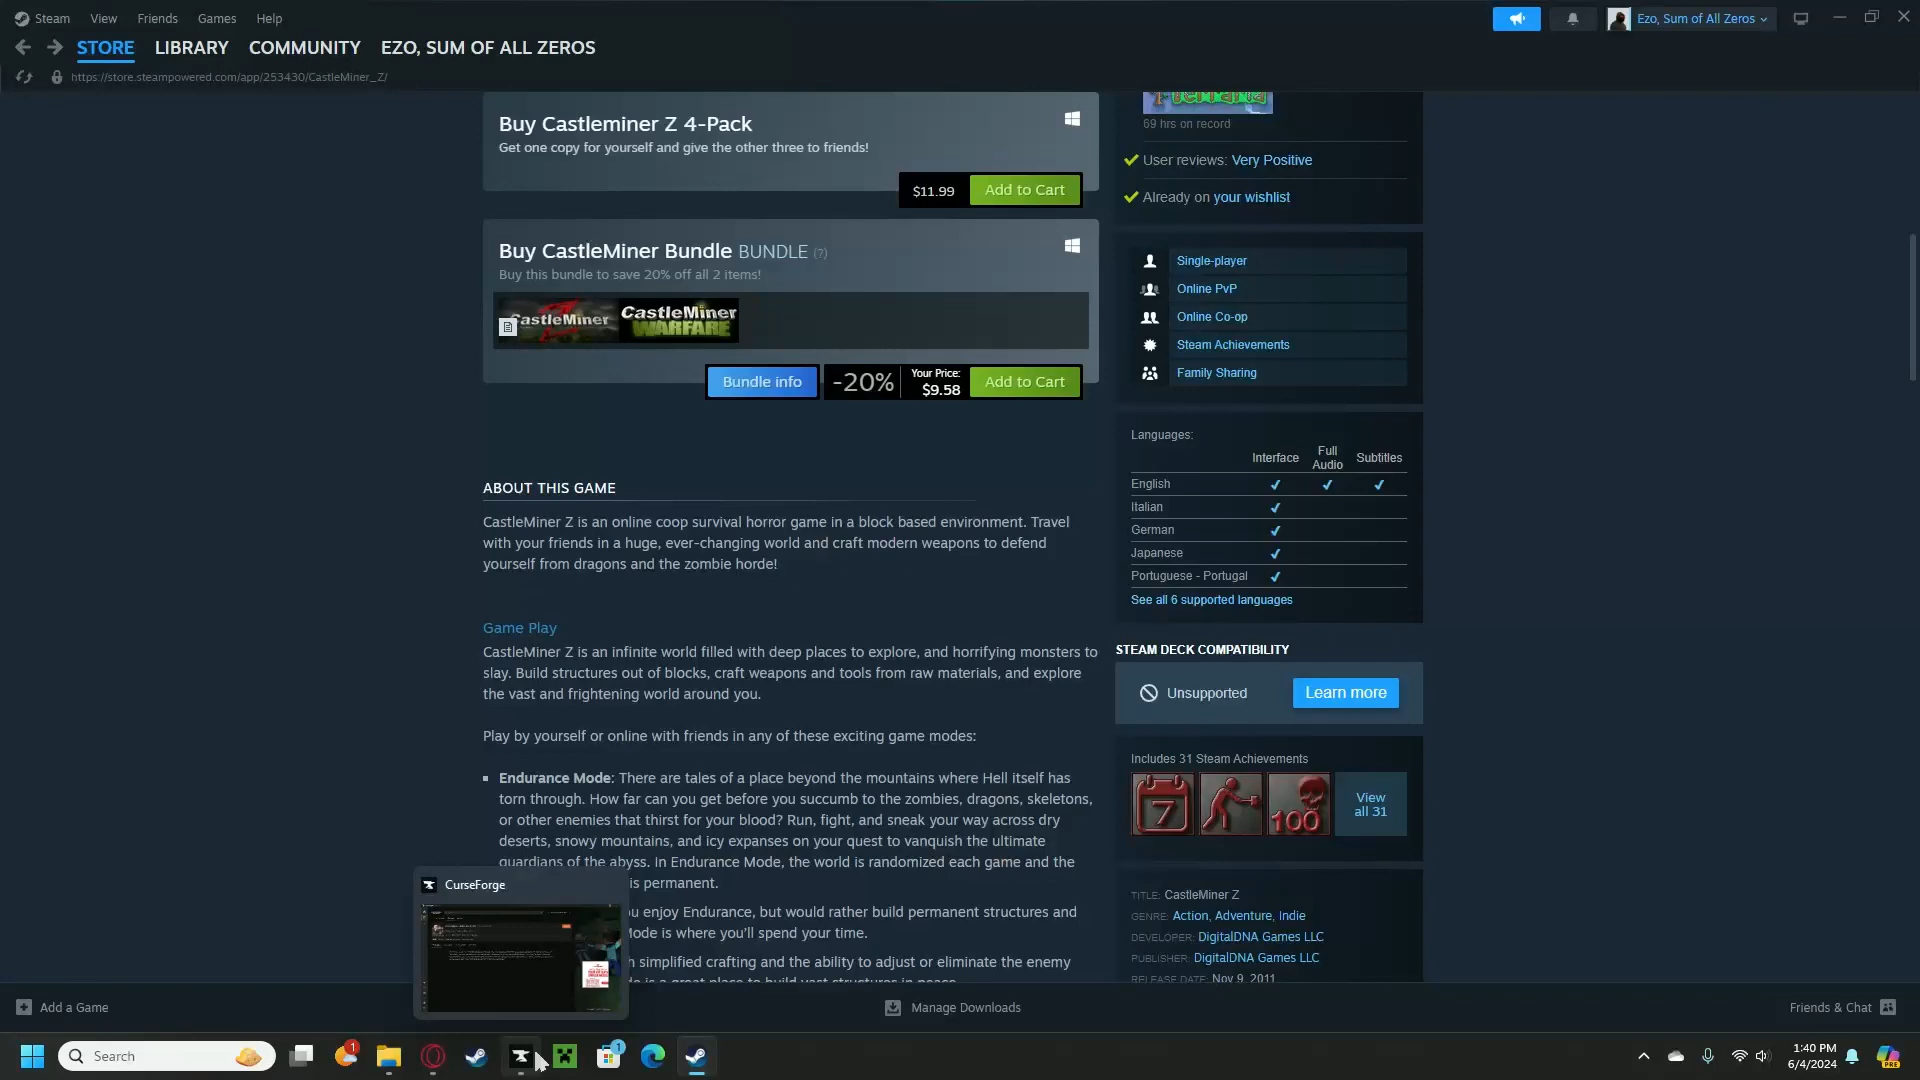 Steam View Friends Games Help
Ezo, Sum of All Zeros
STORE LIBRARY COMMUNITY EZO, SUM OF ALL ZEROS
https://store.steampowered.com/app/253430/CastleMiner_Z/
Buy Castleminer Z 4-Pack
Get one copy for yourself and give the other three to friends!
$11.99 Add to Cart
Buy CastleMiner Bundle BUNDLE (?)
Buy this bundle to save 20% off all 2 items!
CastleMiner Z
CastleMiner
WARFARE
Bundle info -20% Your Price: $9.58 Add to Cart
ABOUT THIS GAME
CastleMiner Z is an online coop survival horror game in a block based environment. Travel
with your friends in a huge, ever-changing world and craft modern weapons to defend
yourself from dragons and the zombie horde!
Game Play
CastleMiner Z is an infinite world filled with deep places to explore, and horrifying monsters to
slay. Build structures out of blocks, craft weapons and tools from raw materials, and explore
the vast and frightening world around you.
Play by yourself or online with friends in any of these exciting game modes:
Endurance Mode: There are tales of a place beyond the mountains where Hell itself has
torn through. How far can you get before you succumb to the zombies, dragons, skeletons,
or other enemies that thirst for your blood? Run, fight, and sneak your way across dry
deserts, snowy mountains, and icy expanses on your quest to vanquish the ultimate
guardians of the abyss. In Endurance Mode, the world is randomized each game and the
is permanent.
u enjoy Endurance, but would rather build permanent structures and
Mode is where you'll spend your time.
simplified crafting and the ability to adjust or eliminate the enemy
is a great place to build vast structures in peace.
Terraria
69 hrs on record
User reviews: Very Positive
Already on your wishlist
Single-player
Online PvP
Online Co-op
Steam Achievements
Family Sharing
Languages:
Interface Full Audio Subtitles
English
Italian
German
Japanese
Portuguese - Portugal
See all 6 supported languages
STEAM DECK COMPATIBILITY
Unsupported Learn more
Includes 31 Steam Achievements
7
100
View
all 31
TITLE: CastleMiner Z
GENRE: Action, Adventure, Indie
DEVELOPER: DigitalDNA Games LLC
PUBLISHER: DigitalDNA Games LLC
RELEASE DATE: Nov 9, 2011
CurseForge
Add a Game Manage Downloads Friends & Chat
Search 1 1 1:40 PM
6/4/2024
PRE